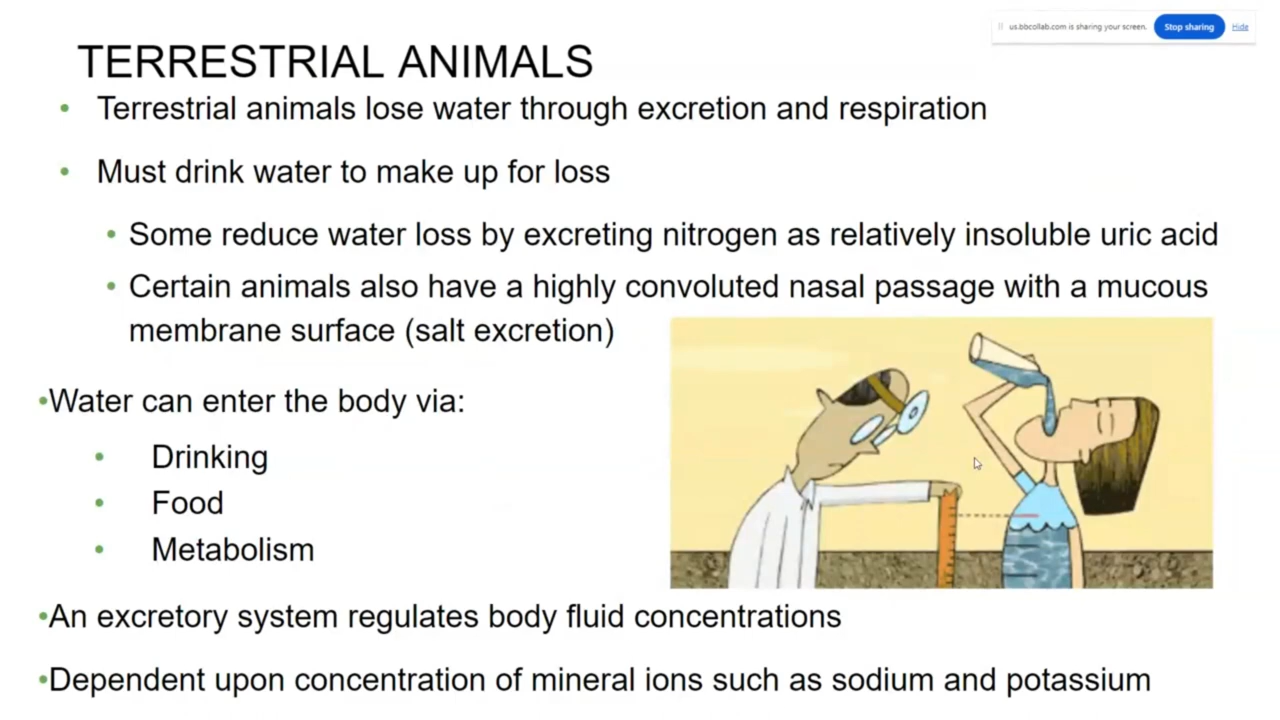 us.bbcollab.com is sharing your screen.
Stop sharing
Hide
TERRESTRIAL ANIMALS
• Terrestrial animals lose water through excretion and respiration
• Must drink water to make up for loss
• Some reduce water loss by excreting nitrogen as relatively insoluble uric acid
• Certain animals also have a highly convoluted nasal passage with a mucous
membrane surface (salt excretion)
•Water can enter the body via:
• Drinking
• Food
• Metabolism
•An excretory system regulates body fluid concentrations
•Dependent upon concentration of mineral ions such as sodium and potassium